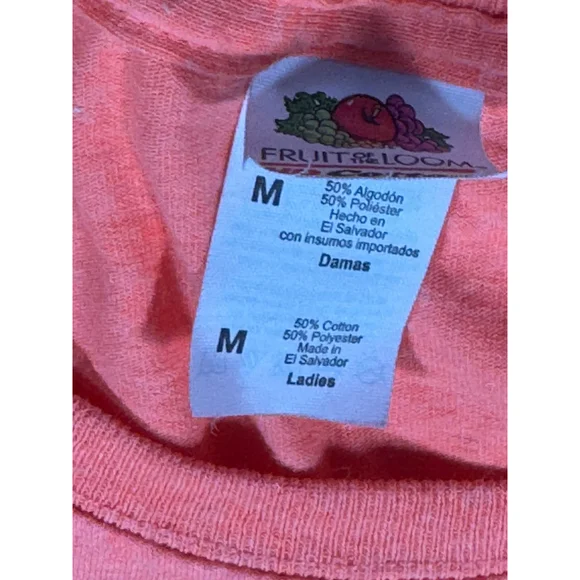 FRUIT OF THE LOOM
M
50% Algodón
50% Poliéster
Hecho en
El Salvador
con insumos importados
Damas
M
50% Cotton
50% Polyester
Made in
El Salvador
Ladies